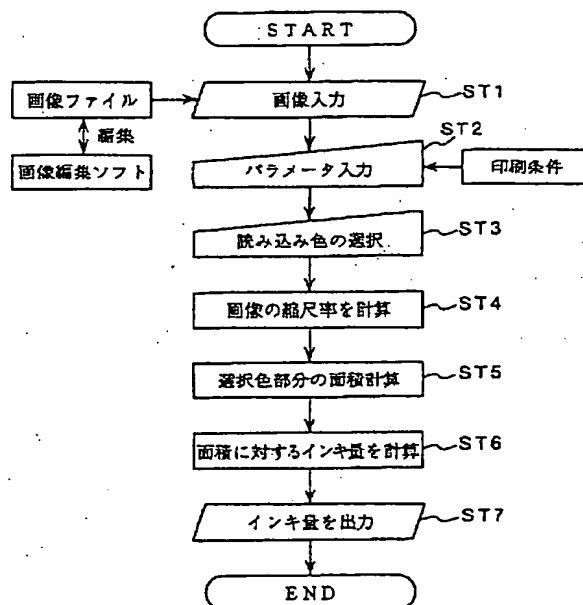 START
画像ファイル
画像入力
ST1
編集
ST2
画像編集ソフト
パラメータ入力
印刷条件
読み込み色の選択
ST3
画像の縮尺率を計算
ST4
選択色部分の面積計算
ST5
面積に対するインキ量を計算
ST6
インキ量を出力
ST7
END